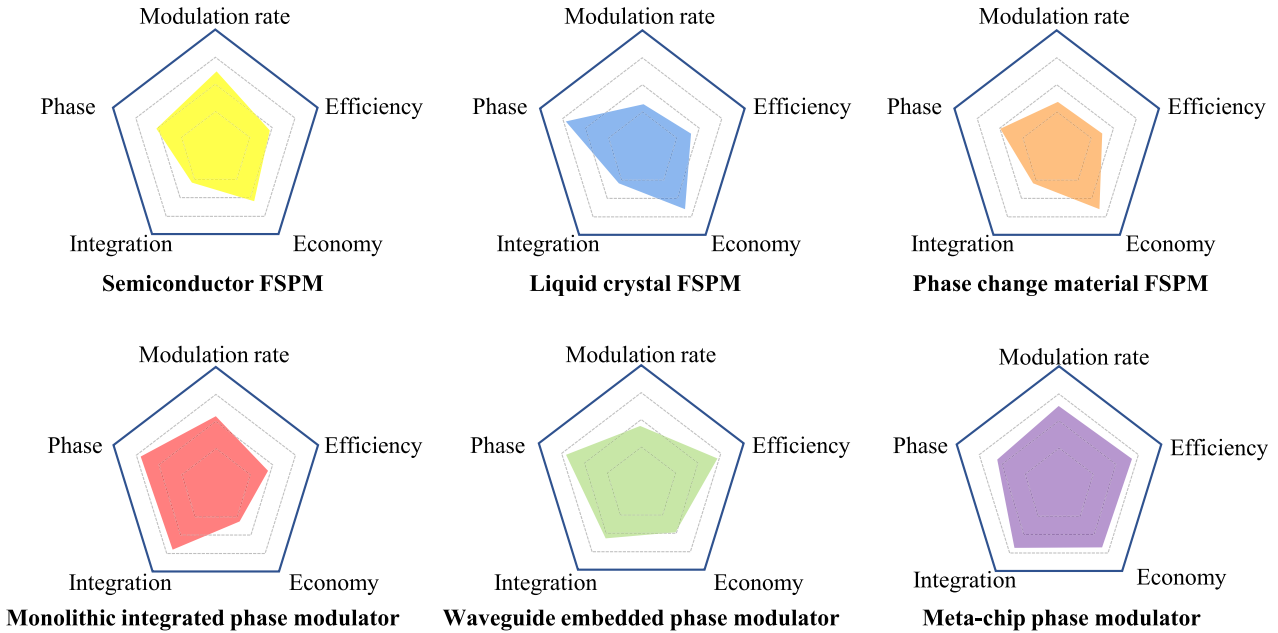 Modulation rate
Phase
Efficiency
Integration
Economy
Semiconductor FSPM
Modulation rate
Phase
Efficiency
Integration
Economy
Liquid crystal FSPM
Modulation rate
Phase
Efficiency
Integration
Economy
Phase change material FSPM
Modulation rate
Phase
Efficiency
Integration
Economy
Monolithic integrated phase modulator
Modulation rate
Phase
Efficiency
Integration
Economy
Waveguide embedded phase modulator
Modulation rate
Phase
Efficiency
Integration
Economy
Meta-chip phase modulator